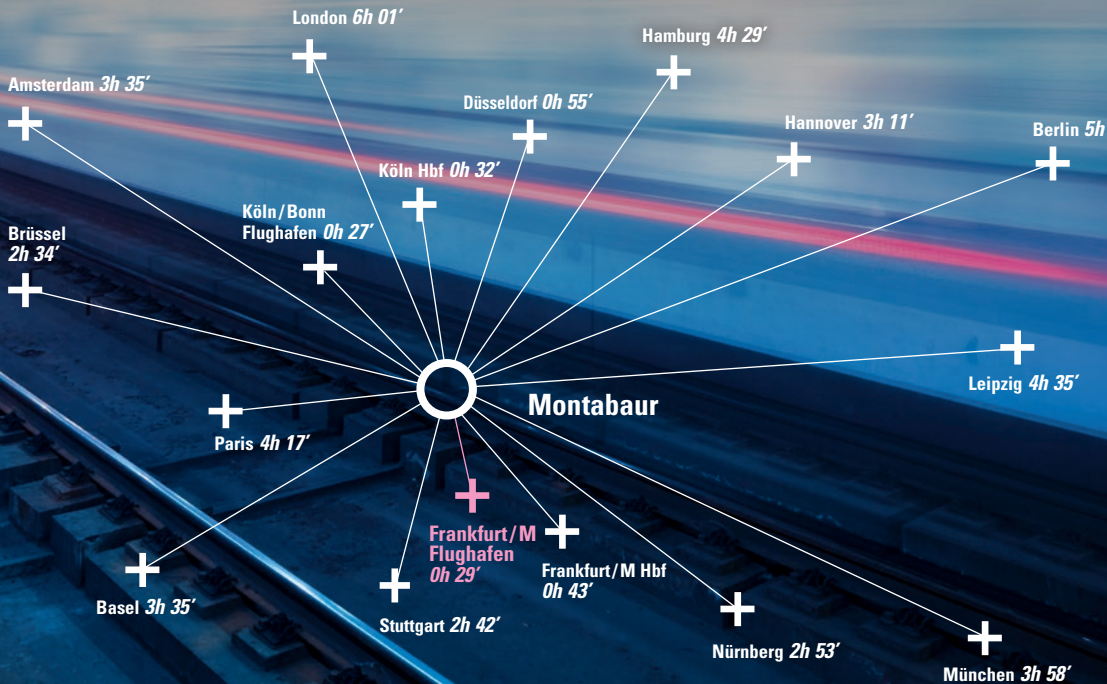 London 6h 01′
Hamburg 4h 29′
Amsterdam 3h 35′
Düsseldorf 0h 55′
Hannover 3h 11′
Berlin 5h
Köln Hbf 0h 32′
Köln/Bonn
Flughafen 0h 27′
Brüssel
2h 34′
Leipzig 4h 35′
Montabaur
Paris 4h 17′
Frankfurt/M
Flughafen
0h 29′
Frankfurt/M Hbf
0h 43′
Basel 3h 35′
Stuttgart 2h 42′
Nürnberg 2h 53′
München 3h 58′